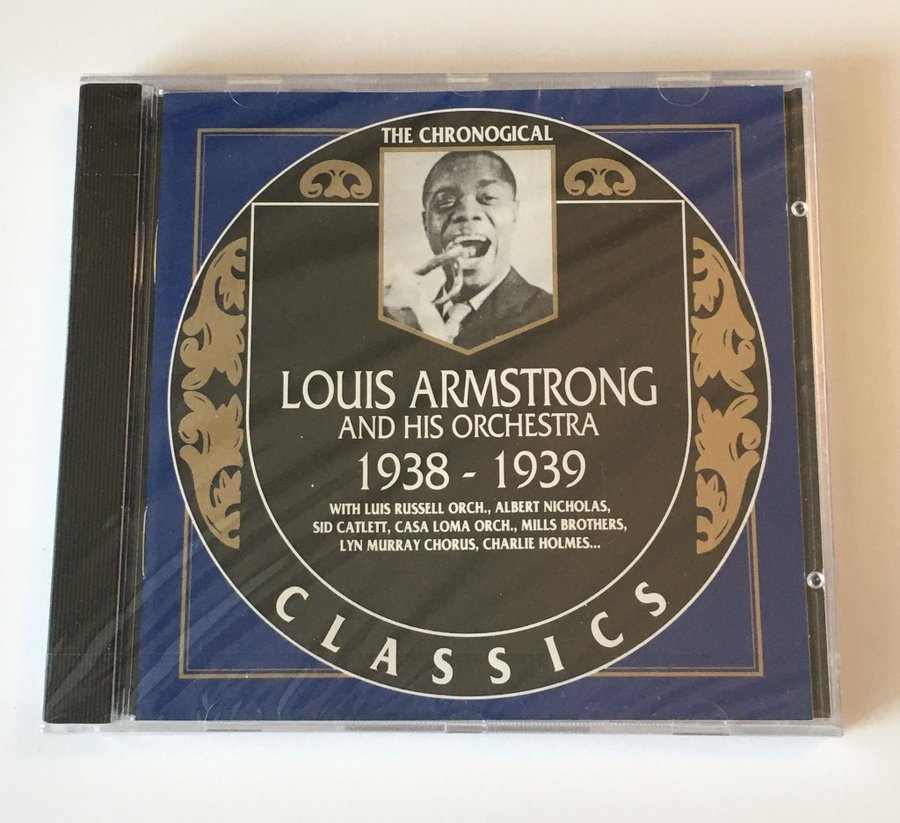 THE CHRONOGICAL
LOUIS ARMSTRONG
AND HIS ORCHESTRA
1938 - 1939
WITH LUIS RUSSELL ORCH., ALBERT NICHOLAS,
SID CATLETT, CASA LOMA ORCH., MILLS BROTHERS,
LYN MURRAY CHORUS, CHARLIE HOLMES...
CLASSICS